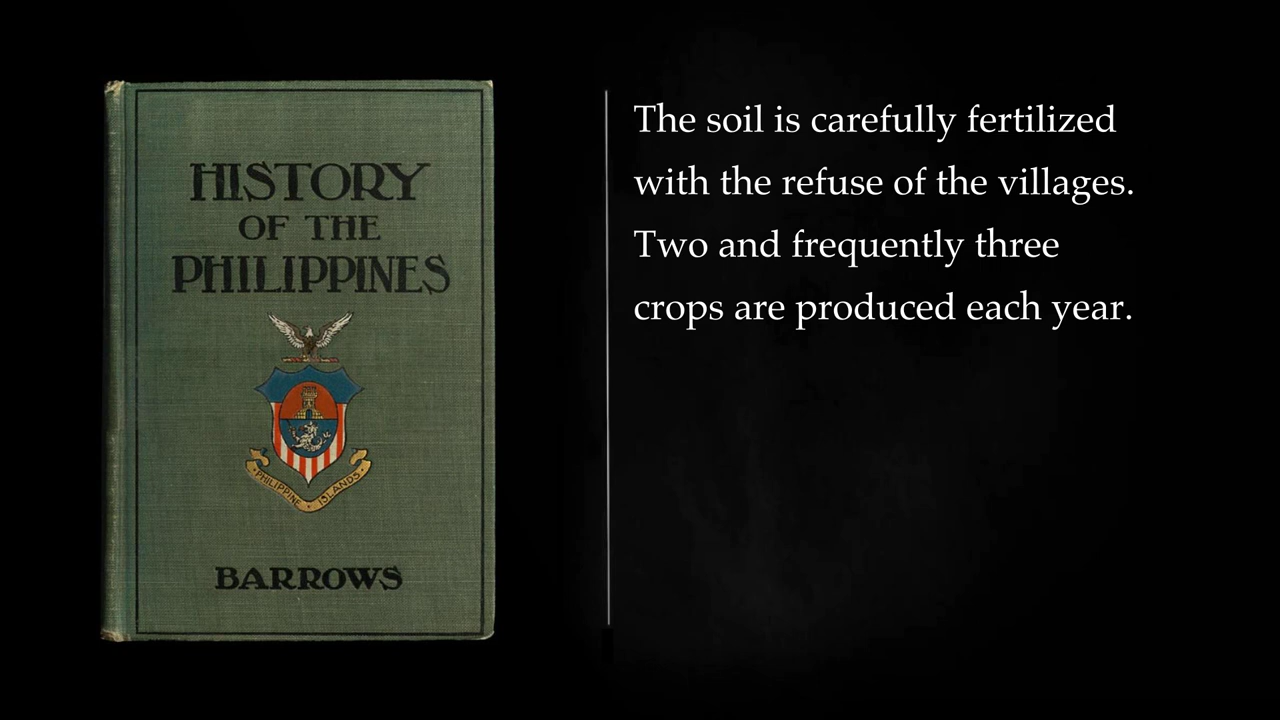 HISTORY
OF THE
PHILIPPINES
PHILIPPINE ISLANDS
BARROWS
The soil is carefully fertilized
with the refuse of the villages.
Two and frequently three
crops are produced each year.